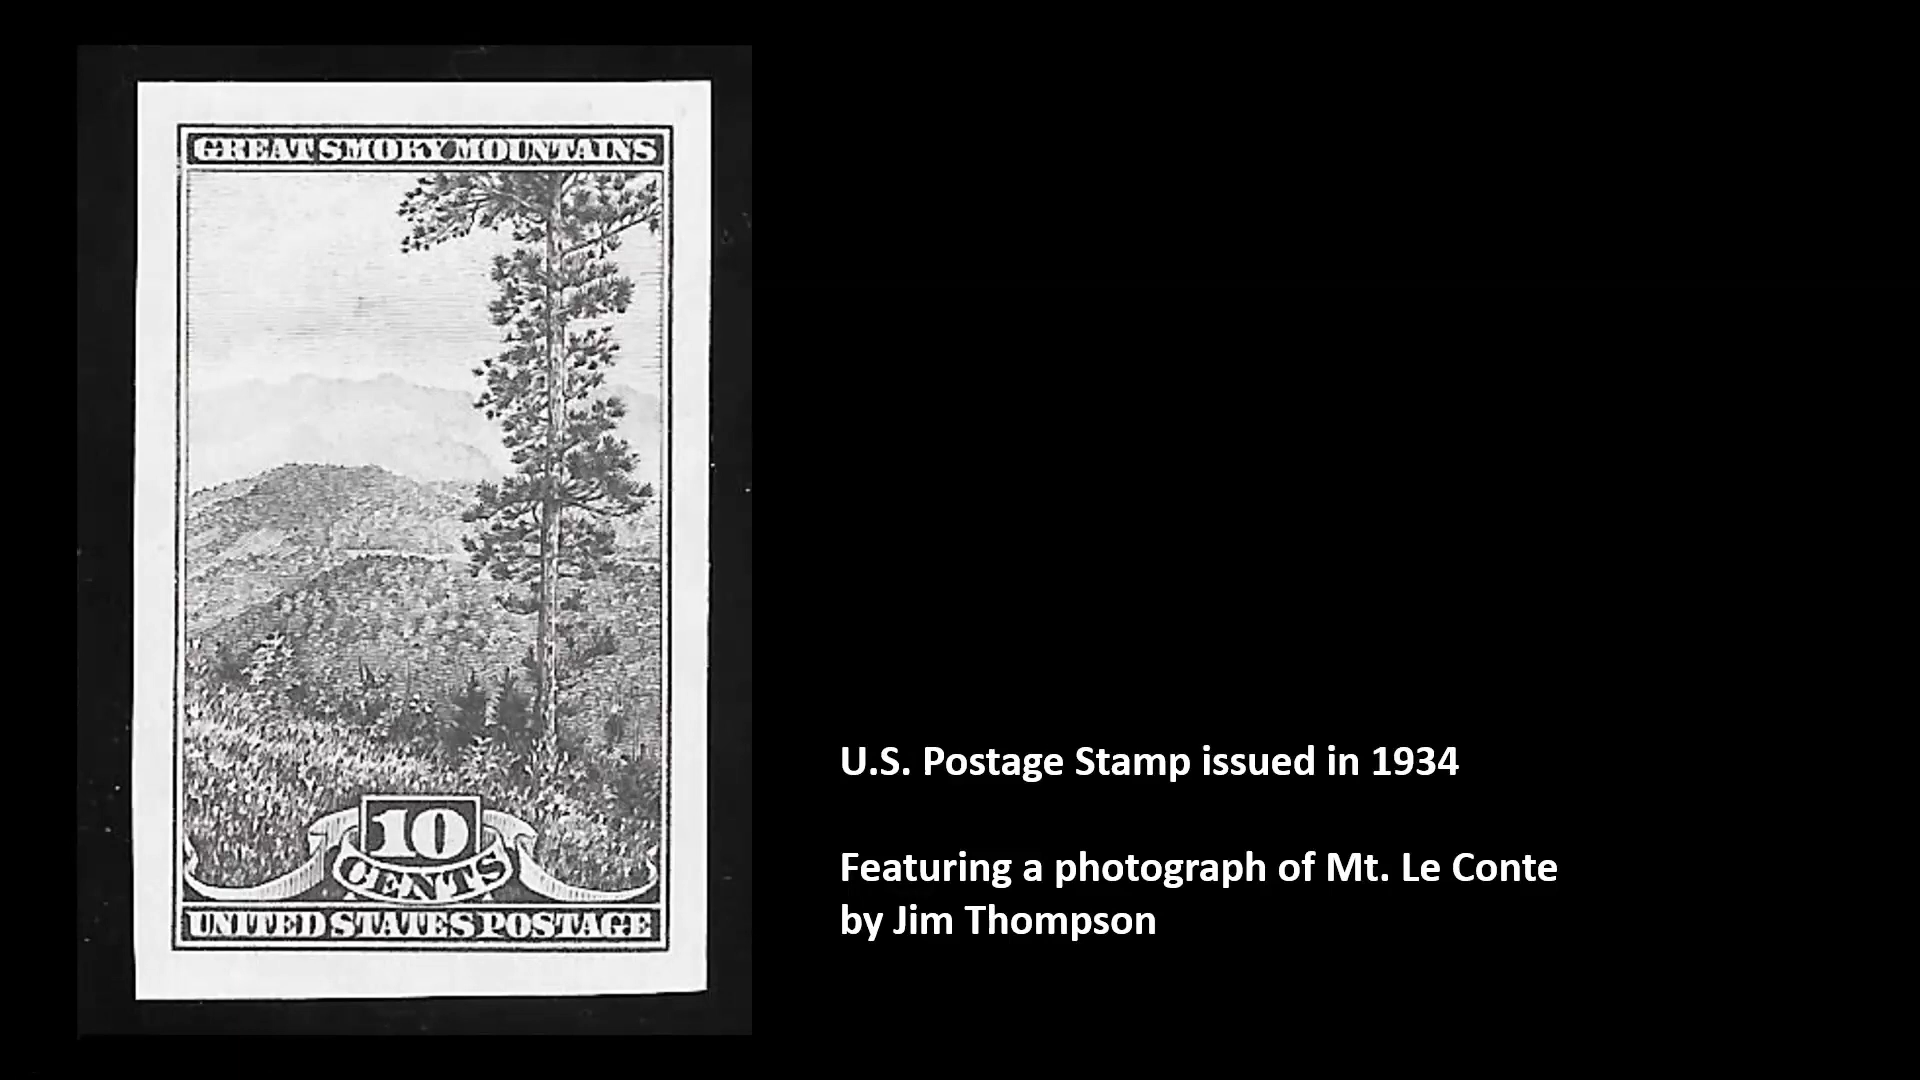 GREAT SMOKY MOUNTAINS
10
CENTS
UNITED STATES POSTAGE
U.S. Postage Stamp issued in 1934
Featuring a photograph of Mt. Le Conte
by Jim Thompson